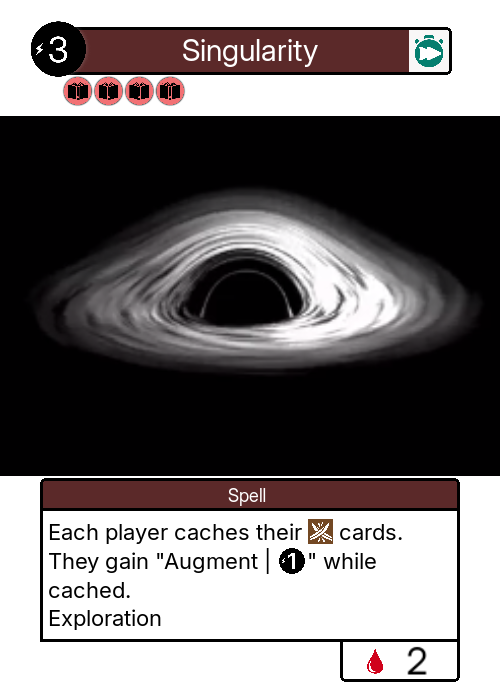 3 Singularity
Spell
Each player caches their cards.
They gain "Augment | 1" while
cached.
Exploration
2